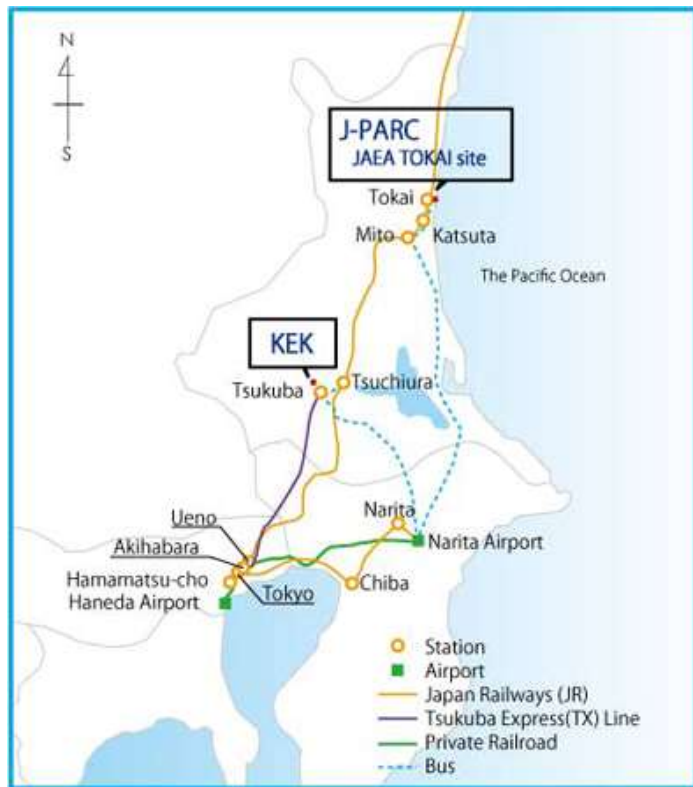 N
S
J-PARC
JAEA TOKAI site
Tokai
Mito
Katsuta
The Pacific Ocean
KEK
Tsukuba
Tsuchiura
Ueno
Narita
Akihabara
Narita Airport
Hamamatsu-cho
Haneda Airport
Tokyo
Chiba
Station
Airport
Japan Railways (JR)
Tsukuba Express(TX) Line
Private Railroad
Bus